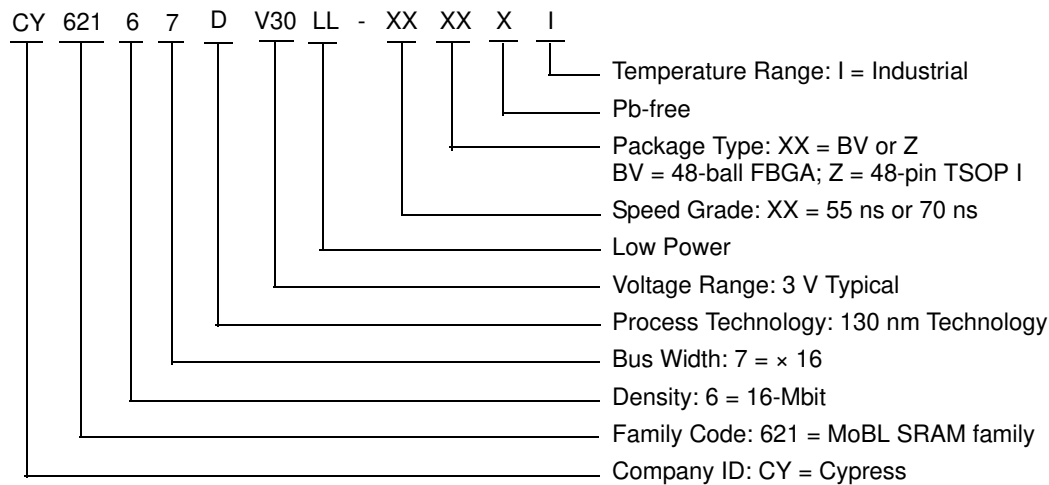 CY 621 6 7 D V30 LL - XX XX X I
Temperature Range: I = Industrial
Pb-free
Package Type: XX = BV or Z
BV = 48-ball FBGA; Z = 48-pin TSOP I
Speed Grade: XX = 55 ns or 70 ns
Low Power
Voltage Range: 3 V Typical
Process Technology: 130 nm Technology
Bus Width: 7 = × 16
Density: 6 = 16-Mbit
Family Code: 621 = MoBL SRAM family
Company ID: CY = Cypress